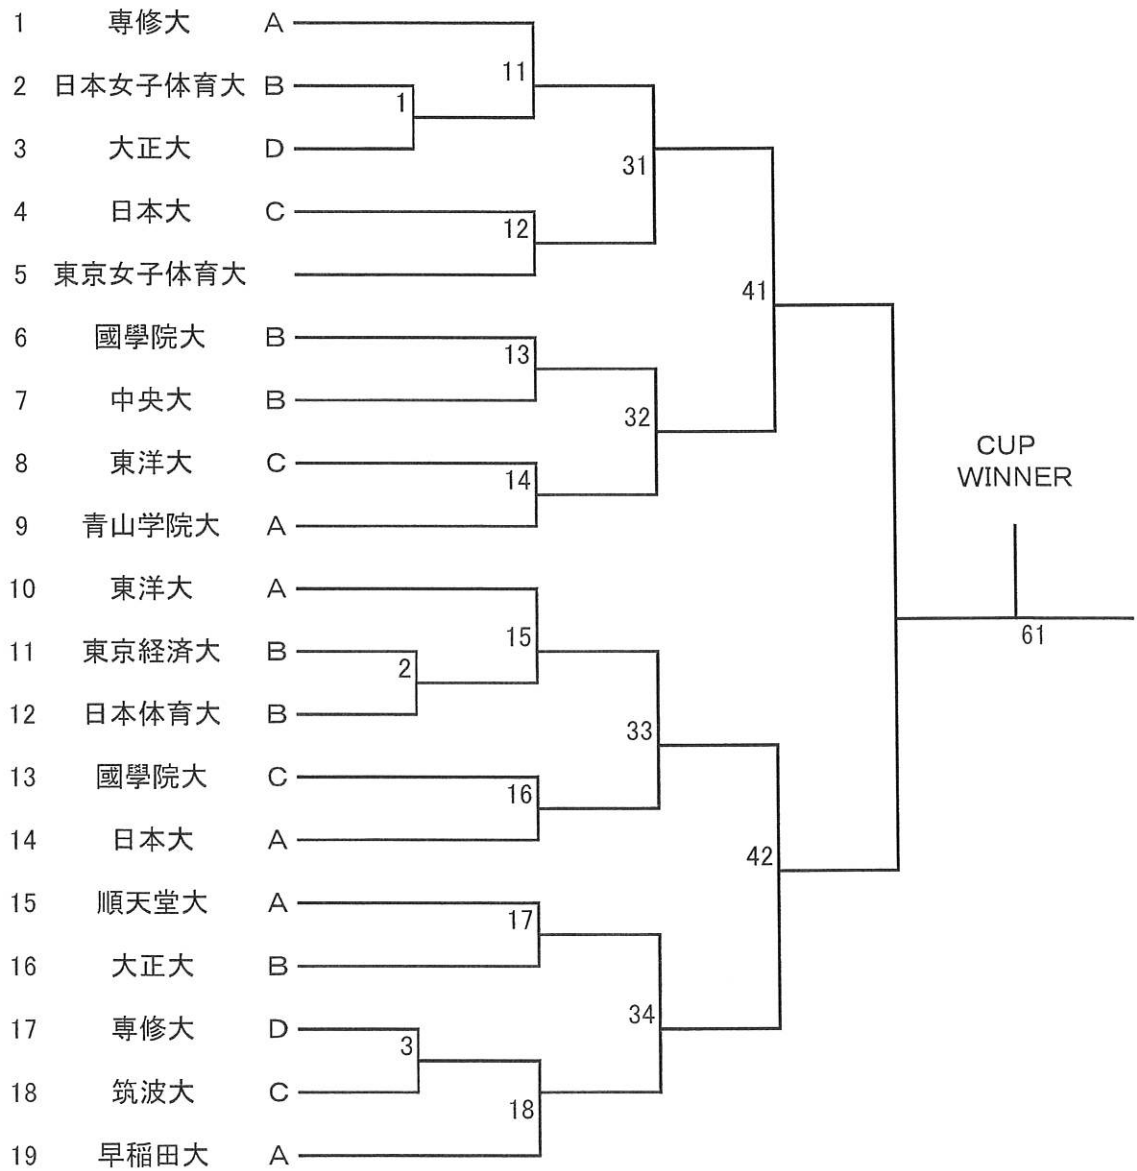 1 専修大 A
11
2 日本女子体育大 B
1
3 大正大 D
31
4 日本大 C
12
5 東京女子体育大
41
6 國學院大 B
13
7 中央大 B
32
CUP
WINNER
8 東洋大 C
14
9 青山学院大 A
10 東洋大 A
15
61
11 東京経済大 B
2
12 日本体育大 B
33
13 國學院大 C
16
14 日本大 A
42
15 順天堂大 A
17
16 大正大 B
34
17 専修大 D
3
18 筑波大 C
18
19 早稲田大 A